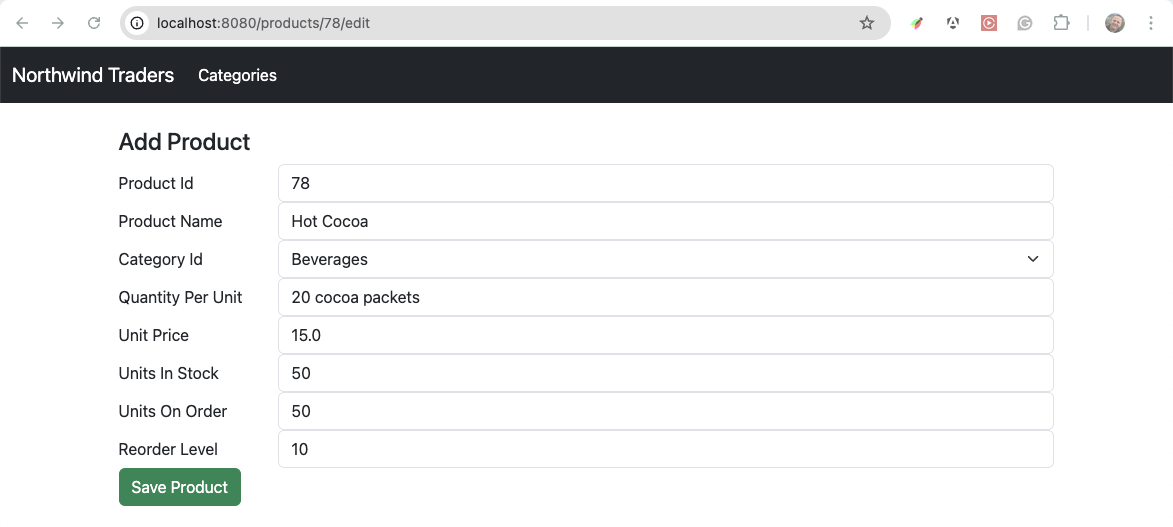 localhost:8080/products/78/edit
Northwind Traders Categories
Add Product
Product Id 78
Product Name Hot Cocoa
Category Id Beverages
Quantity Per Unit 20 cocoa packets
Unit Price 15.0
Units In Stock 50
Units On Order 50
Reorder Level 10
Save Product